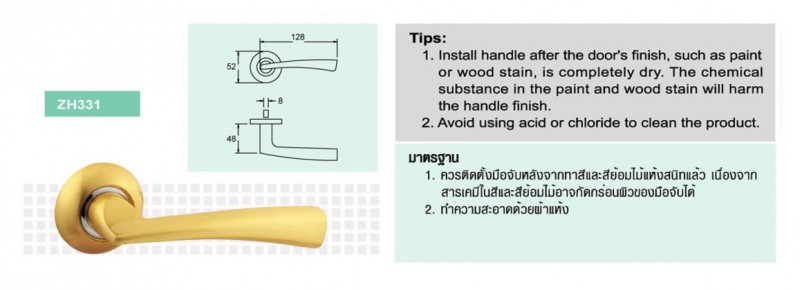 ZH331
128
52
8
48
Tips:
1. Install handle after the door's finish, such as paint
or wood stain, is completely dry. The chemical
substance in the paint and wood stain will harm
the handle finish.
2. Avoid using acid or chloride to clean the product.
มาตรฐาน
1. ควรติดตั้งมือจับหลังจากทาสีและสีย้อมไม้แห้งสนิทแล้ว เนื่องจาก
สารเคมีในสีและสีย้อมไม้อาจกัดกร่อนผิวของมือจับได้
2. ทำความสะอาดด้วยผ้าแห้ง